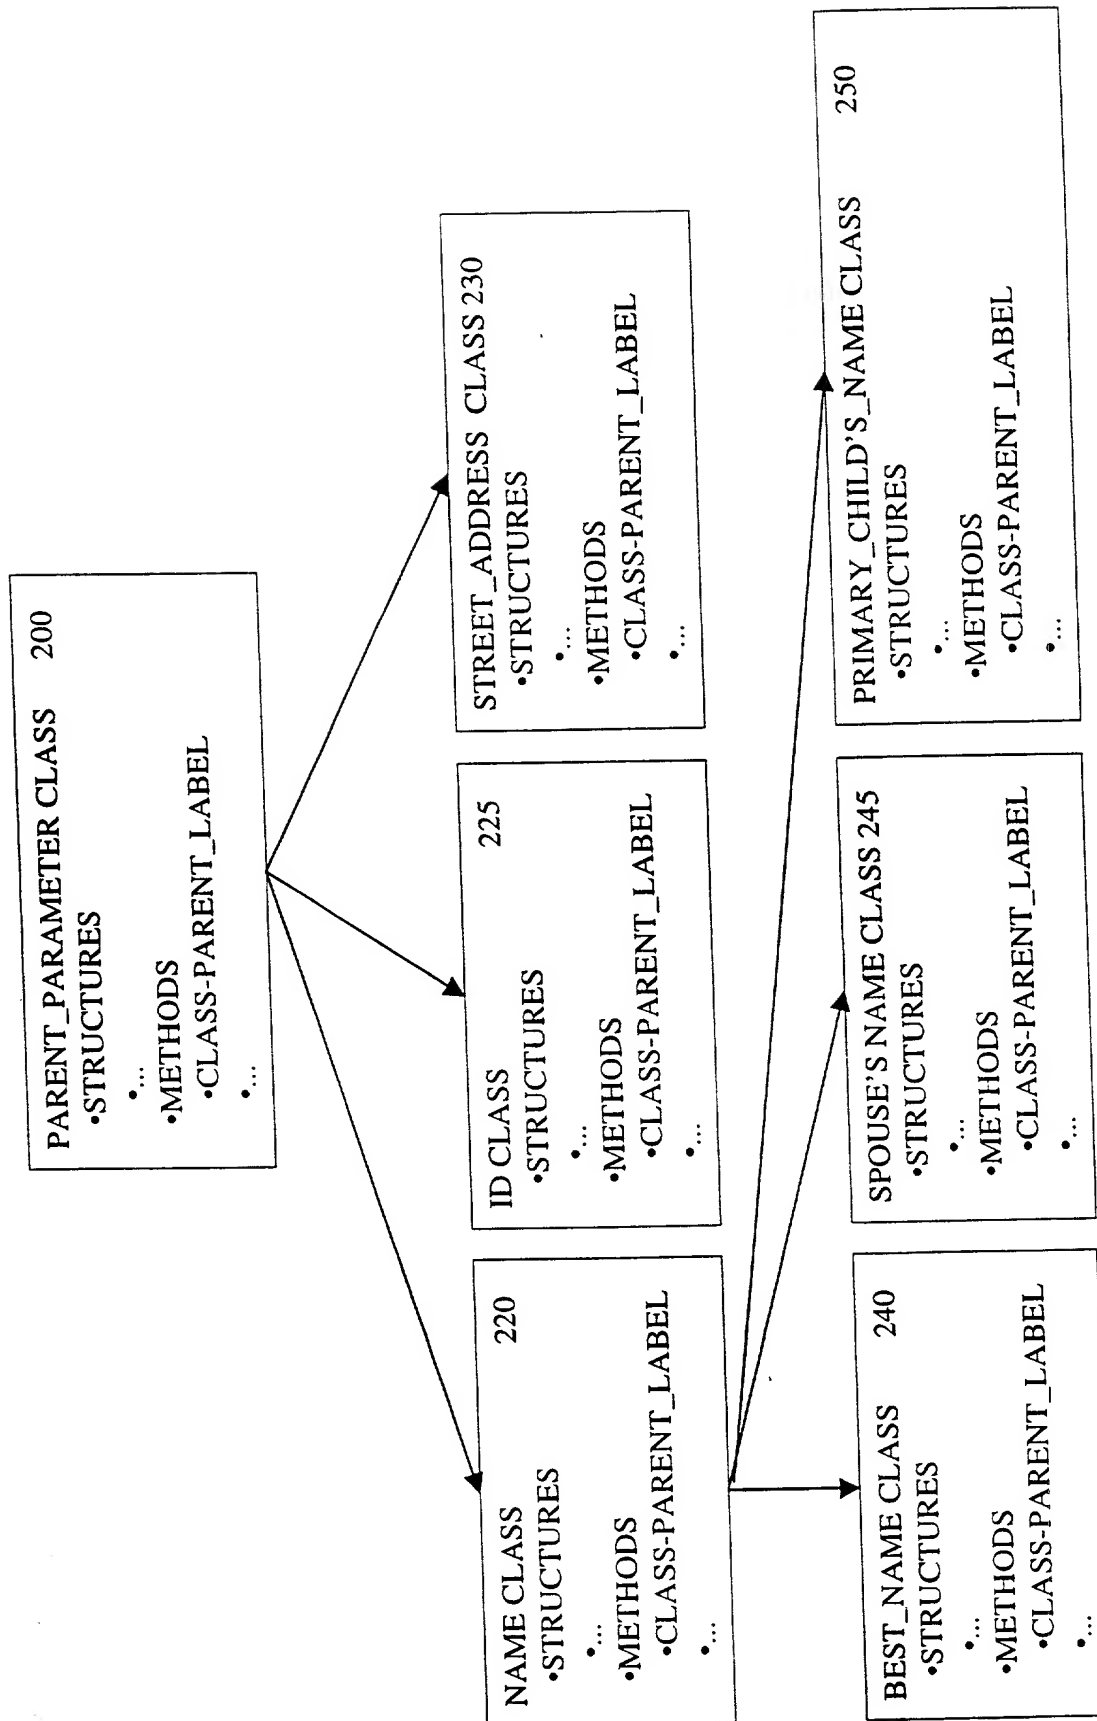 PARENT_PARAMETER CLASS 200
•STRUCTURES
•...
•METHODS
•CLASS-PARENT_LABEL
•...
NAME CLASS 220
•STRUCTURES
•...
•METHODS
•CLASS-PARENT_LABEL
•...
ID CLASS 225
•STRUCTURES
•...
•METHODS
•CLASS-PARENT_LABEL
•...
STREET_ADDRESS CLASS 230
•STRUCTURES
•...
•METHODS
•CLASS-PARENT_LABEL
•...
BEST_NAME CLASS 240
•STRUCTURES
•...
•METHODS
•CLASS-PARENT_LABEL
•...
SPOUSE'S NAME CLASS 245
•STRUCTURES
•...
•METHODS
•CLASS-PARENT_LABEL
•...
PRIMARY_CHILD'S_NAME CLASS 250
•STRUCTURES
•...
•METHODS
•CLASS-PARENT_LABEL
•...